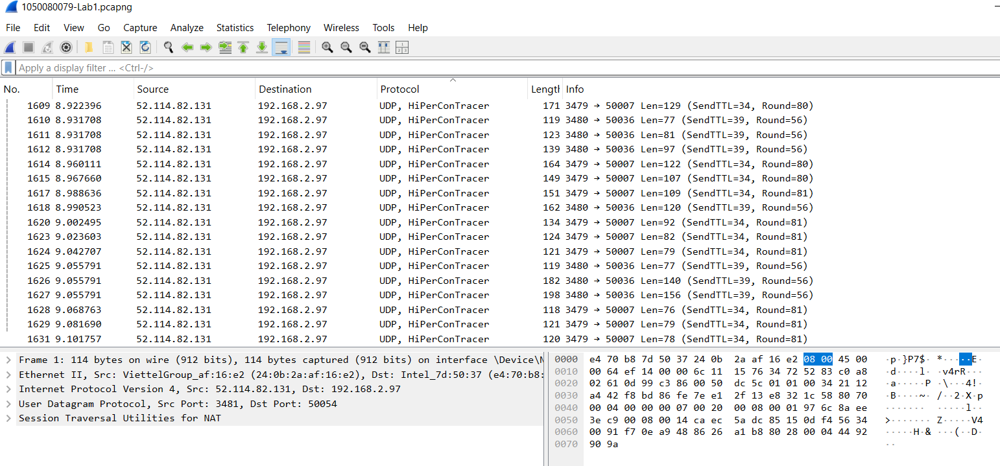 1050080079-Lab1.pcapng
File Edit View Go Capture Analyze Statistics Telephony Wireless Tools Help
Apply a display filter ... <Ctrl-/>
No. Time Source Destination Protocol Length Info
1609 8.922396 52.114.82.131 192.168.2.97 UDP, HiPerConTracer 171 3479 → 50007 Len=129 (SendTTL=34, Round=80)
1610 8.931708 52.114.82.131 192.168.2.97 UDP, HiPerConTracer 119 3480 → 50036 Len=77 (SendTTL=39, Round=56)
1611 8.931708 52.114.82.131 192.168.2.97 UDP, HiPerConTracer 123 3480 → 50036 Len=81 (SendTTL=39, Round=56)
1612 8.931708 52.114.82.131 192.168.2.97 UDP, HiPerConTracer 139 3480 → 50036 Len=97 (SendTTL=39, Round=56)
1614 8.960111 52.114.82.131 192.168.2.97 UDP, HiPerConTracer 164 3479 → 50007 Len=122 (SendTTL=34, Round=80)
1615 8.967660 52.114.82.131 192.168.2.97 UDP, HiPerConTracer 149 3479 → 50007 Len=107 (SendTTL=34, Round=80)
1617 8.988636 52.114.82.131 192.168.2.97 UDP, HiPerConTracer 151 3479 → 50007 Len=109 (SendTTL=34, Round=81)
1618 8.990523 52.114.82.131 192.168.2.97 UDP, HiPerConTracer 162 3480 → 50036 Len=120 (SendTTL=39, Round=56)
1620 9.002495 52.114.82.131 192.168.2.97 UDP, HiPerConTracer 134 3479 → 50007 Len=92 (SendTTL=34, Round=81)
1623 9.023603 52.114.82.131 192.168.2.97 UDP, HiPerConTracer 124 3479 → 50007 Len=82 (SendTTL=34, Round=81)
1624 9.042707 52.114.82.131 192.168.2.97 UDP, HiPerConTracer 121 3479 → 50007 Len=79 (SendTTL=34, Round=81)
1625 9.055791 52.114.82.131 192.168.2.97 UDP, HiPerConTracer 119 3480 → 50036 Len=77 (SendTTL=39, Round=56)
1626 9.055791 52.114.82.131 192.168.2.97 UDP, HiPerConTracer 182 3480 → 50036 Len=140 (SendTTL=39, Round=56)
1627 9.055791 52.114.82.131 192.168.2.97 UDP, HiPerConTracer 198 3480 → 50036 Len=156 (SendTTL=39, Round=56)
1628 9.068763 52.114.82.131 192.168.2.97 UDP, HiPerConTracer 118 3479 → 50007 Len=76 (SendTTL=34, Round=81)
1629 9.081690 52.114.82.131 192.168.2.97 UDP, HiPerConTracer 121 3479 → 50007 Len=79 (SendTTL=34, Round=81)
1631 9.101757 52.114.82.131 192.168.2.97 UDP, HiPerConTracer 120 3479 → 50007 Len=78 (SendTTL=34, Round=81)
Frame 1: 114 bytes on wire (912 bits), 114 bytes captured (912 bits) on interface \Device\N
Ethernet II, Src: ViettelGroup_af:16:e2 (24:0b:2a:af:16:e2), Dst: Intel_7d:50:37 (e4:70:b8:
Internet Protocol Version 4, Src: 52.114.82.131, Dst: 192.168.2.97
User Datagram Protocol, Src Port: 3481, Dst Port: 50054
Session Traversal Utilities for NAT
0000 e4 70 b8 7d 50 37 24 0b 2a af 16 e2 08 00 45 00 ·p·}P7$· *·····E·
0010 00 64 ef 14 00 00 6c 11 15 76 34 72 52 83 c0 a8 ·d····l· ·v4rR···
0020 02 61 0d 99 c3 86 00 50 dc 5c 01 01 00 34 21 12 ·a·····P ·\···4!·
0030 a4 42 f8 bd 86 fe 7e e1 2f 13 e8 32 1c 58 80 70 ·B····~· /··2·X·p
0040 00 04 00 00 00 07 00 20 00 08 00 01 97 6c 8a ee ······· ·····l··
0050 3e c9 00 08 00 14 ca ec 5a dc 85 15 0d f4 56 34 >······· Z·····V4
0060 00 91 f7 0e a9 48 86 26 a1 b8 80 28 00 04 44 92 ·····H·& ···(··D·
0070 90 9a ··